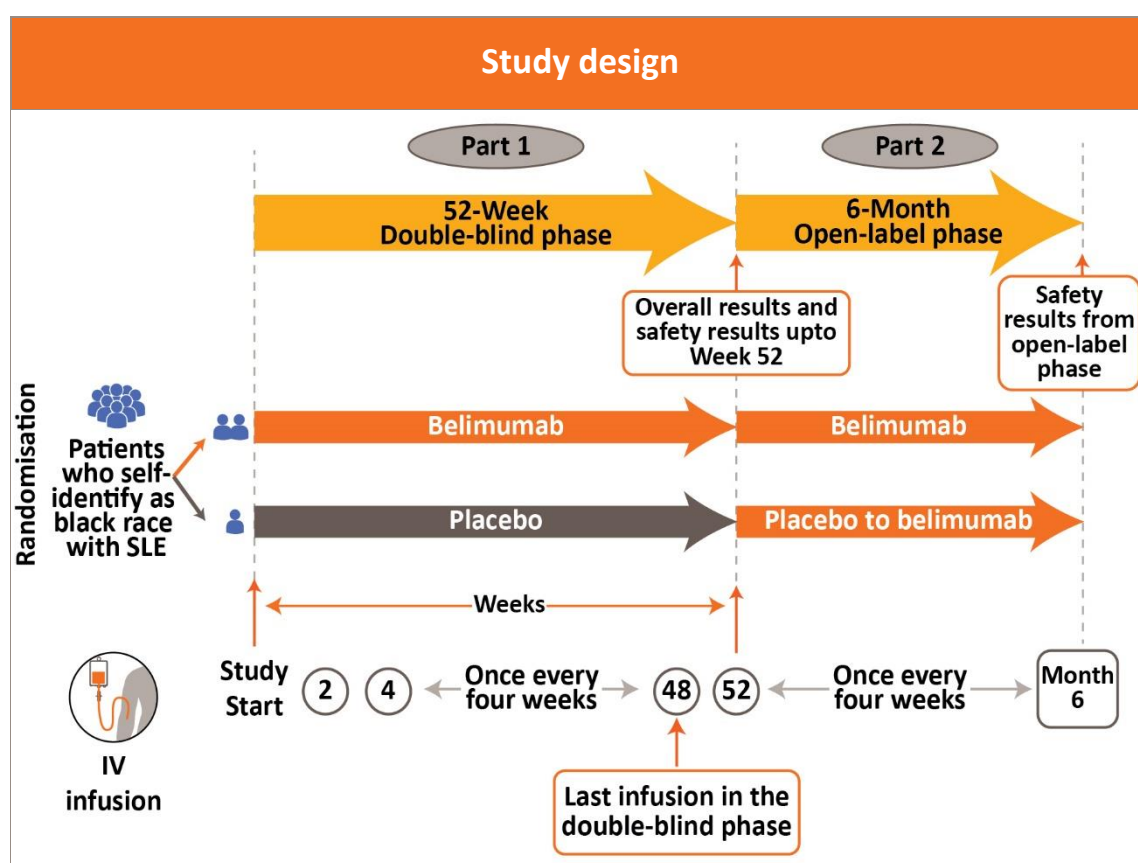 Study design
Part 1
Part 2
52-Week
Double-blind phase
6-Month
Open-label phase
Overall results and
safety results upto
Week 52
Safety
results from
open-label
phase
Randomisation
Patients
who self-
identify as
black race
with SLE
Belimumab
Belimumab
Placebo
Placebo to belimumab
Weeks
Study
Start
2
4
Once every
four weeks
48
52
Once every
four weeks
Month
6
IV
infusion
Last infusion in the
double-blind phase